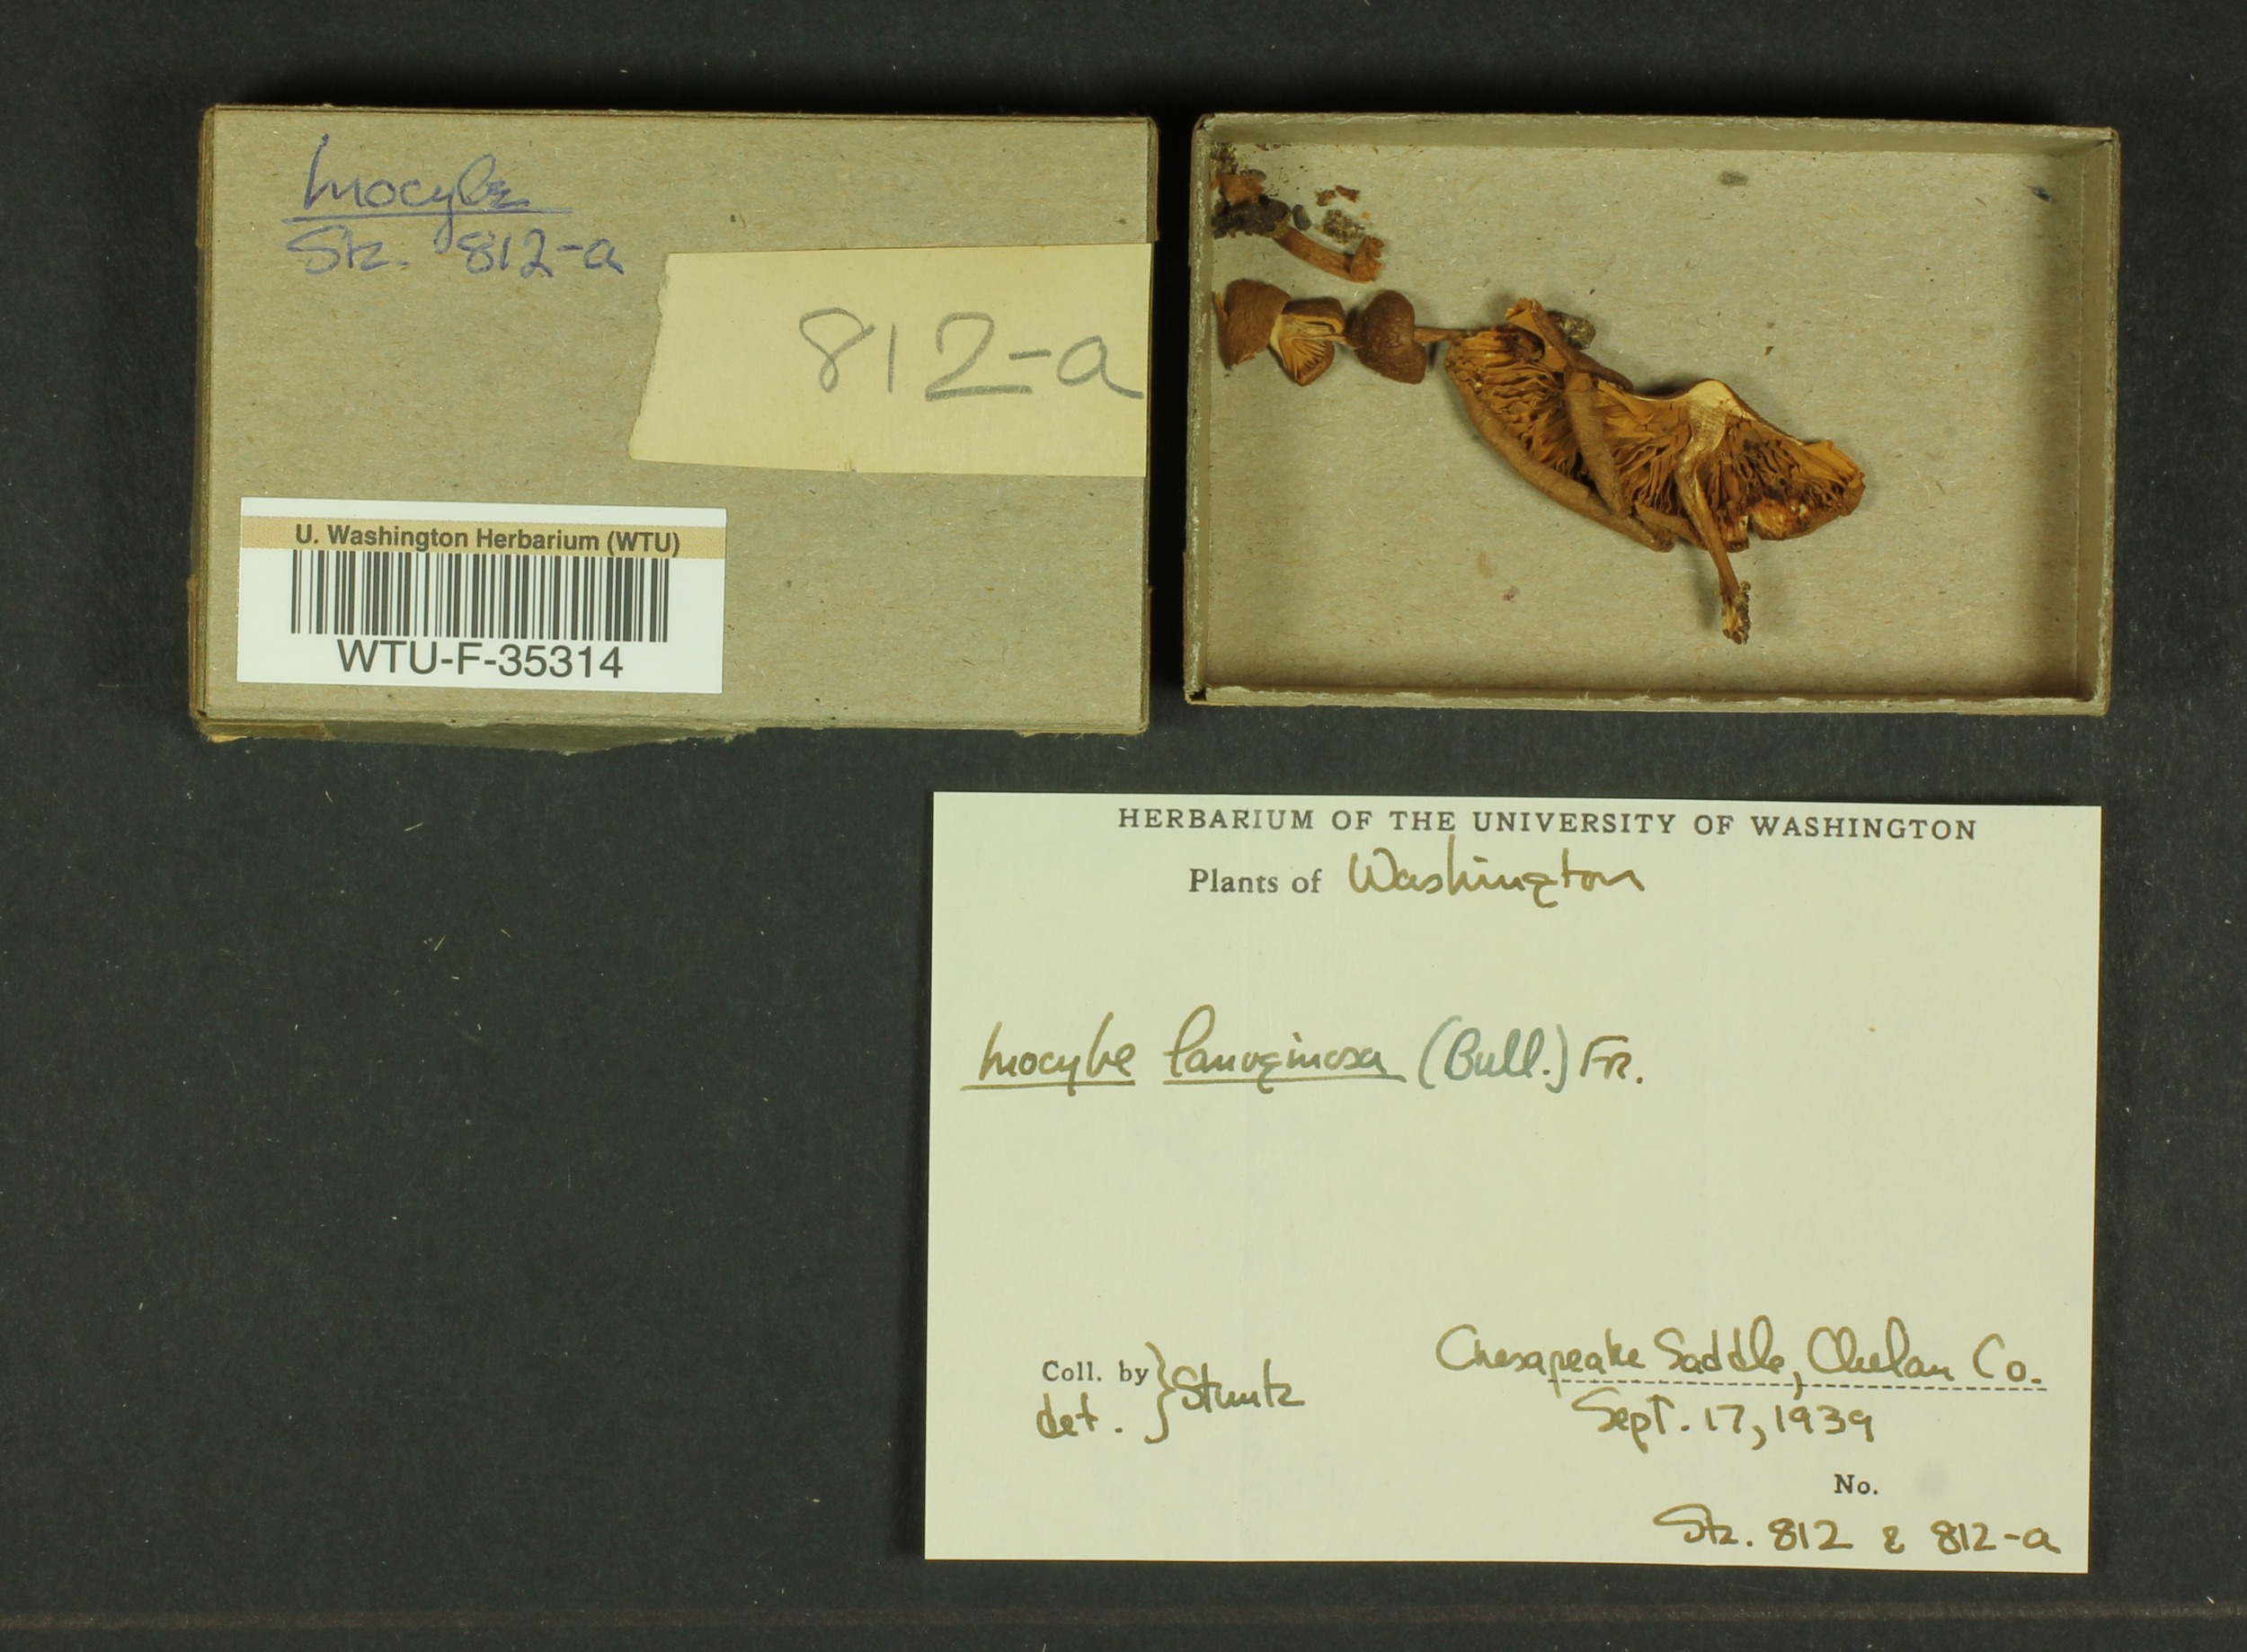 Inocybe
Stz. 812-a
812-a
U. Washington Herbarium (WTU)
WTU-F-35314
HERBARIUM OF THE UNIVERSITY OF WASHINGTON
Plants of Washington
Inocybe lanuginosa (Bull.) Fr.
Chesapeake Saddle, Chelan Co.
Coll. by } Stuntz
det.
Sept. 17, 1939
No.
Stz. 812 & 812-a